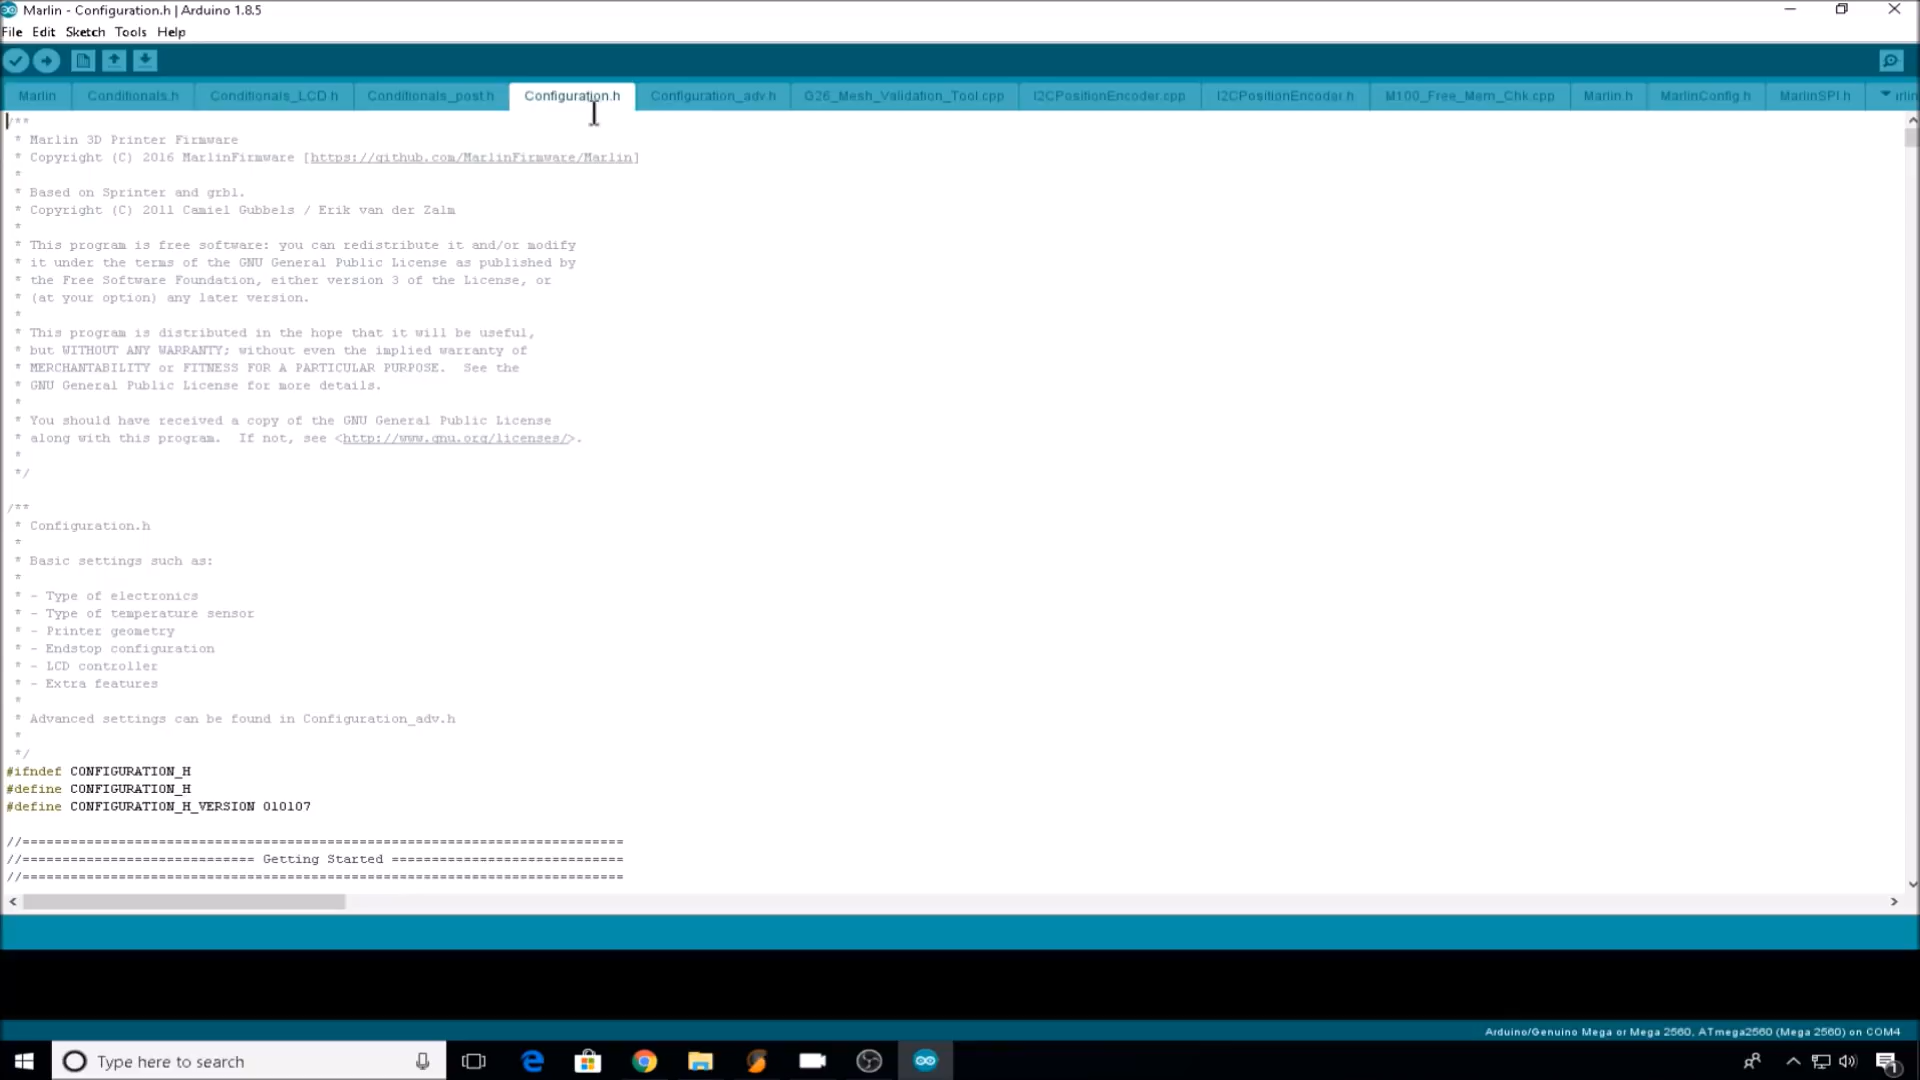 Marlin - Configuration.h | Arduino 1.8.5
File Edit Sketch Tools Help
Marlin Conditionals.h Conditionals_LCD.h Conditionals_post.h Configuration.h Configuration_adv.h G26_Mesh_Validation_Tool.cpp I2CPositionEncoder.cpp I2CPositionEncoder.h M100_Free_Mem_Chk.cpp Marlin.h MarlinConfig.h MarlinSPI.h
/**
* Marlin 3D Printer Firmware
* Copyright (C) 2016 MarlinFirmware [https://github.com/MarlinFirmware/Marlin]
*
* Based on Sprinter and grbl.
* Copyright (C) 2011 Camiel Gubbels / Erik van der Zalm
*
* This program is free software: you can redistribute it and/or modify
* it under the terms of the GNU General Public License as published by
* the Free Software Foundation, either version 3 of the License, or
* (at your option) any later version.
*
* This program is distributed in the hope that it will be useful,
* but WITHOUT ANY WARRANTY; without even the implied warranty of
* MERCHANTABILITY or FITNESS FOR A PARTICULAR PURPOSE.  See the
* GNU General Public License for more details.
*
* You should have received a copy of the GNU General Public License
* along with this program.  If not, see <http://www.gnu.org/licenses/>.
*
*/
/**
* Configuration.h
*
* Basic settings such as:
*
* - Type of electronics
* - Type of temperature sensor
* - Printer geometry
* - Endstop configuration
* - LCD controller
* - Extra features
*
* Advanced settings can be found in Configuration_adv.h
*
*/
#ifndef CONFIGURATION_H
#define CONFIGURATION_H
#define CONFIGURATION_H_VERSION 010107
//===========================================================================
//============================= Getting Started =============================
//===========================================================================
Arduino/Genuino Mega or Mega 2560, ATmega2560 (Mega 2560) on COM4
Type here to search
1